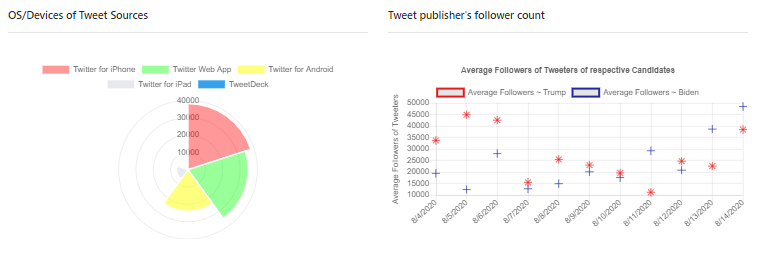 OS/Devices of Tweet Sources
Twitter for iPhone Twitter Web App Twitter for Android
Twitter for iPad TweetDeck
40000
30000
20000
10000
Tweet publisher's follower count
Average Followers of Tweeters of respective Candidates
Average Followers ~ Trump Average Followers ~ Biden
Average Followers of Tweeters
50000
45000
40000
35000
30000
25000
20000
15000
10000
8/4/2020 8/5/2020 8/6/2020 8/7/2020 8/8/2020 8/9/2020 8/10/2020 8/11/2020 8/12/2020 8/13/2020 8/14/2020